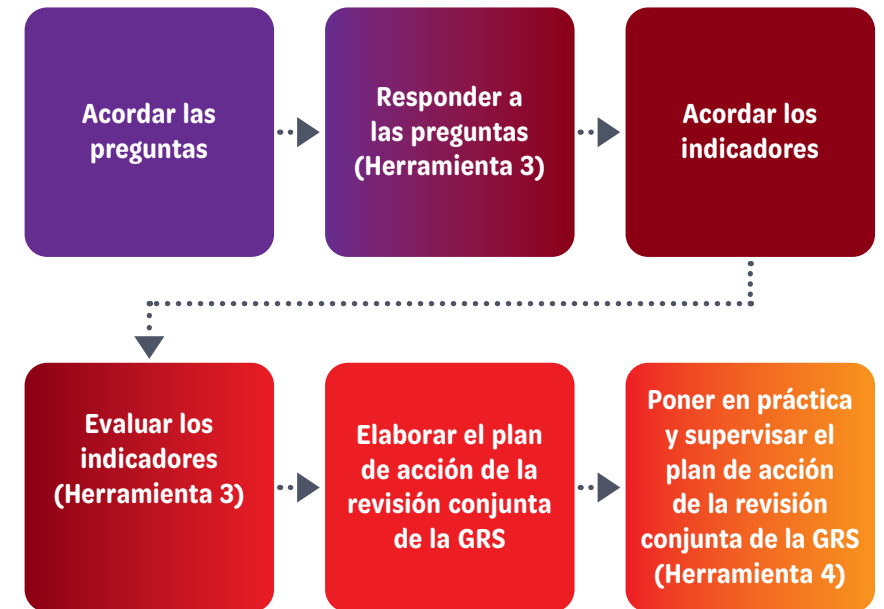 Acordar las
preguntas
Responder a
las preguntas
(Herramienta 3)
Acordar los
indicadores
Evaluar los
indicadores
(Herramienta 3)
Elaborar el plan
de acción de la
revisión conjunta
de la GRS
Poner en práctica
y supervisar el
plan de acción
de la revisión
conjunta de la GRS
(Herramienta 4)